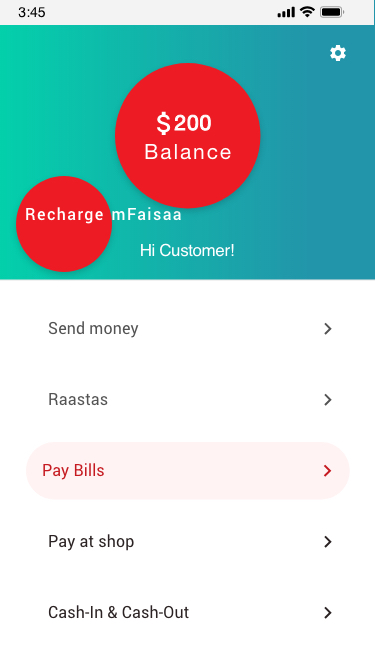 3:45
$200
Balance
Recharge mFaisaa
Hi Customer!
Send money
Raastas
Pay Bills
Pay at shop
Cash-In & Cash-Out